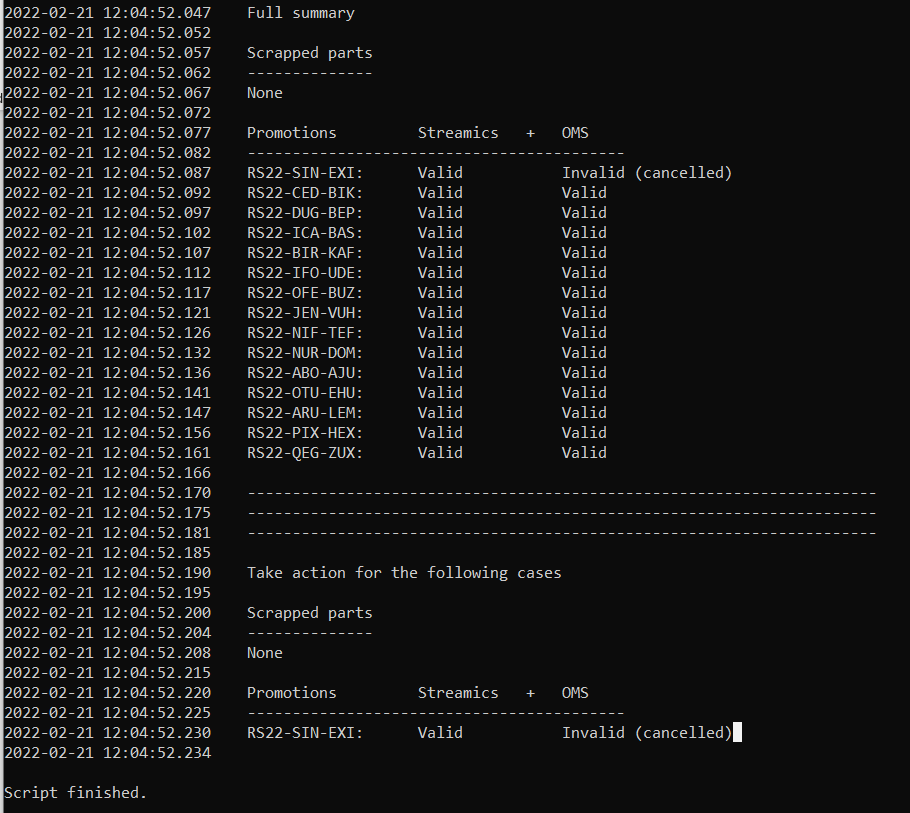 2022-02-21 12:04:52.047    Full summary
2022-02-21 12:04:52.052
2022-02-21 12:04:52.057    Scrapped parts
2022-02-21 12:04:52.062    --------------
2022-02-21 12:04:52.067    None
2022-02-21 12:04:52.072
2022-02-21 12:04:52.077    Promotions         Streamics   +   OMS
2022-02-21 12:04:52.082    ------------------------------------------
2022-02-21 12:04:52.087    RS22-SIN-EXI:      Valid           Invalid (cancelled)
2022-02-21 12:04:52.092    RS22-CED-BIK:      Valid           Valid
2022-02-21 12:04:52.097    RS22-DUG-BEP:      Valid           Valid
2022-02-21 12:04:52.102    RS22-ICA-BAS:      Valid           Valid
2022-02-21 12:04:52.107    RS22-BIR-KAF:      Valid           Valid
2022-02-21 12:04:52.112    RS22-IFO-UDE:      Valid           Valid
2022-02-21 12:04:52.117    RS22-OFE-BUZ:      Valid           Valid
2022-02-21 12:04:52.121    RS22-JEN-VUH:      Valid           Valid
2022-02-21 12:04:52.126    RS22-NIF-TEF:      Valid           Valid
2022-02-21 12:04:52.132    RS22-NUR-DOM:      Valid           Valid
2022-02-21 12:04:52.136    RS22-ABO-AJU:      Valid           Valid
2022-02-21 12:04:52.141    RS22-OTU-EHU:      Valid           Valid
2022-02-21 12:04:52.147    RS22-ARU-LEM:      Valid           Valid
2022-02-21 12:04:52.156    RS22-PIX-HEX:      Valid           Valid
2022-02-21 12:04:52.161    RS22-QEG-ZUX:      Valid           Valid
2022-02-21 12:04:52.166
2022-02-21 12:04:52.170    ----------------------------------------------------------------------
2022-02-21 12:04:52.175    ----------------------------------------------------------------------
2022-02-21 12:04:52.181    ----------------------------------------------------------------------
2022-02-21 12:04:52.185
2022-02-21 12:04:52.190    Take action for the following cases
2022-02-21 12:04:52.195
2022-02-21 12:04:52.200    Scrapped parts
2022-02-21 12:04:52.204    --------------
2022-02-21 12:04:52.208    None
2022-02-21 12:04:52.215
2022-02-21 12:04:52.220    Promotions         Streamics   +   OMS
2022-02-21 12:04:52.225    ------------------------------------------
2022-02-21 12:04:52.230    RS22-SIN-EXI:      Valid           Invalid (cancelled)
2022-02-21 12:04:52.234
Script finished.